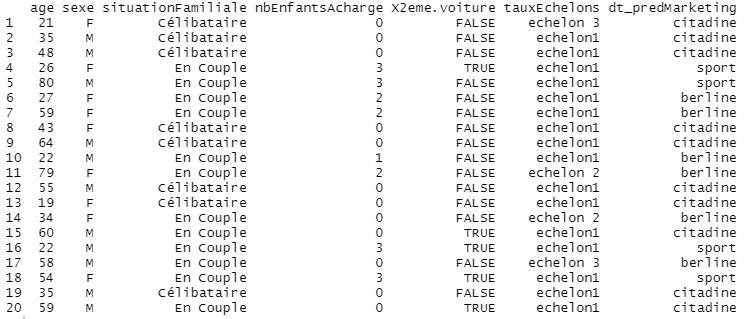 age sexe situationFamiliale nbEnfantsAcharge X2eme.voiture tauxEchelons dt_predMarketing
1 21 F Célibataire 0 FALSE echelon 3 citadine
2 35 M Célibataire 0 FALSE echelon1 citadine
3 48 M Célibataire 0 FALSE echelon1 citadine
4 26 F En Couple 3 TRUE echelon1 sport
5 80 M En Couple 3 FALSE echelon1 sport
6 27 F En Couple 2 FALSE echelon1 berline
7 59 F En Couple 2 FALSE echelon1 berline
8 43 F Célibataire 0 FALSE echelon1 citadine
9 64 M Célibataire 0 FALSE echelon1 citadine
10 22 M En Couple 1 FALSE echelon1 berline
11 79 F En Couple 2 FALSE echelon 2 berline
12 55 M Célibataire 0 FALSE echelon1 citadine
13 19 F Célibataire 0 FALSE echelon1 citadine
14 34 F En Couple 0 FALSE echelon 2 berline
15 60 M En Couple 0 TRUE echelon1 citadine
16 22 M En Couple 3 TRUE echelon1 sport
17 58 M En Couple 0 FALSE echelon 3 berline
18 54 F En Couple 3 TRUE echelon1 sport
19 35 M Célibataire 0 FALSE echelon1 citadine
20 59 M En Couple 0 TRUE echelon1 citadine